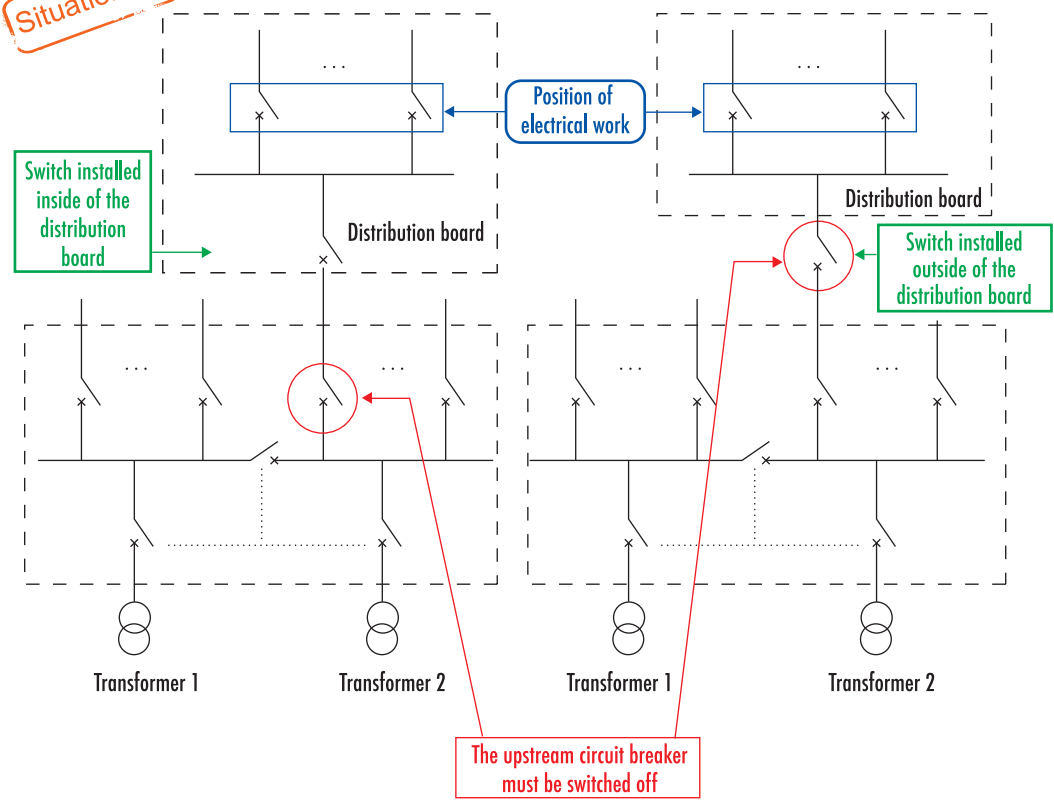 Situation
...
...
Position of
electrical work
Switch installed
inside of the
distribution
board
Distribution board
Distribution board
Switch installed
outside of the
distribution board
...
...
...
...
Transformer 1
Transformer 2
Transformer 1
Transformer 2
The upstream circuit breaker
must be switched off